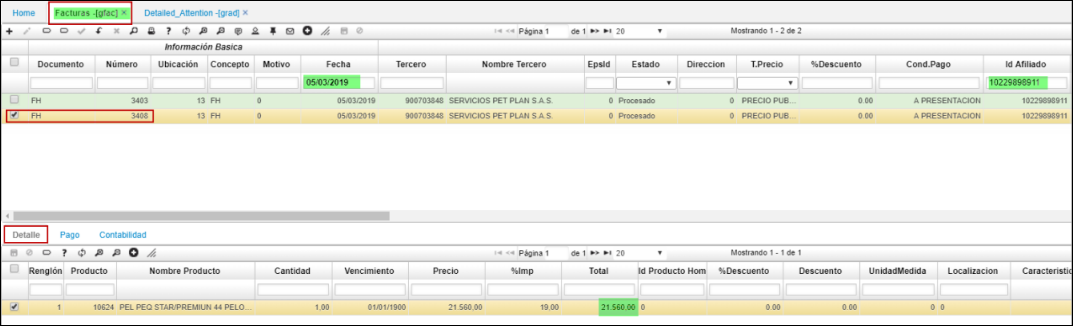 Home Facturas -[gfac] × Detailed_Attention -[grad] ×
Página 1 de 1 20 Mostrando 1 - 2 de 2
Información Basica
Documento Número Ubicación Concepto Motivo Fecha Tercero Nombre Tercero EpsId Estado Direccion T.Precio %Descuento Cond.Pago Id Afiliado
05/03/2019 10229898911
FH 3403 13 FH 0 05/03/2019 900703848 SERVICIOS PET PLAN S.A.S. 0 Procesado 0 PRECIO PUB... 0.00 A PRESENTACION 10229898911
FH 3408 13 FH 0 05/03/2019 900703848 SERVICIOS PET PLAN S.A.S. 0 Procesado 0 PRECIO PUB... 0.00 A PRESENTACION 10229898911
Detalle Pago Contabilidad
Página 1 de 1 20 Mostrando 1 - 1 de 1
Renglón Producto Nombre Producto Cantidad Vencimiento Precio %Imp Total Id Producto Hom %Descuento Descuento UnidadMedida Localizacion Caracteristic
1 10624 PEL PEQ STAR/PREMIUN 44 PELO... 1,00 01/01/1900 21.560,00 19,00 21.560,00 0 0.00 0.00 0 0